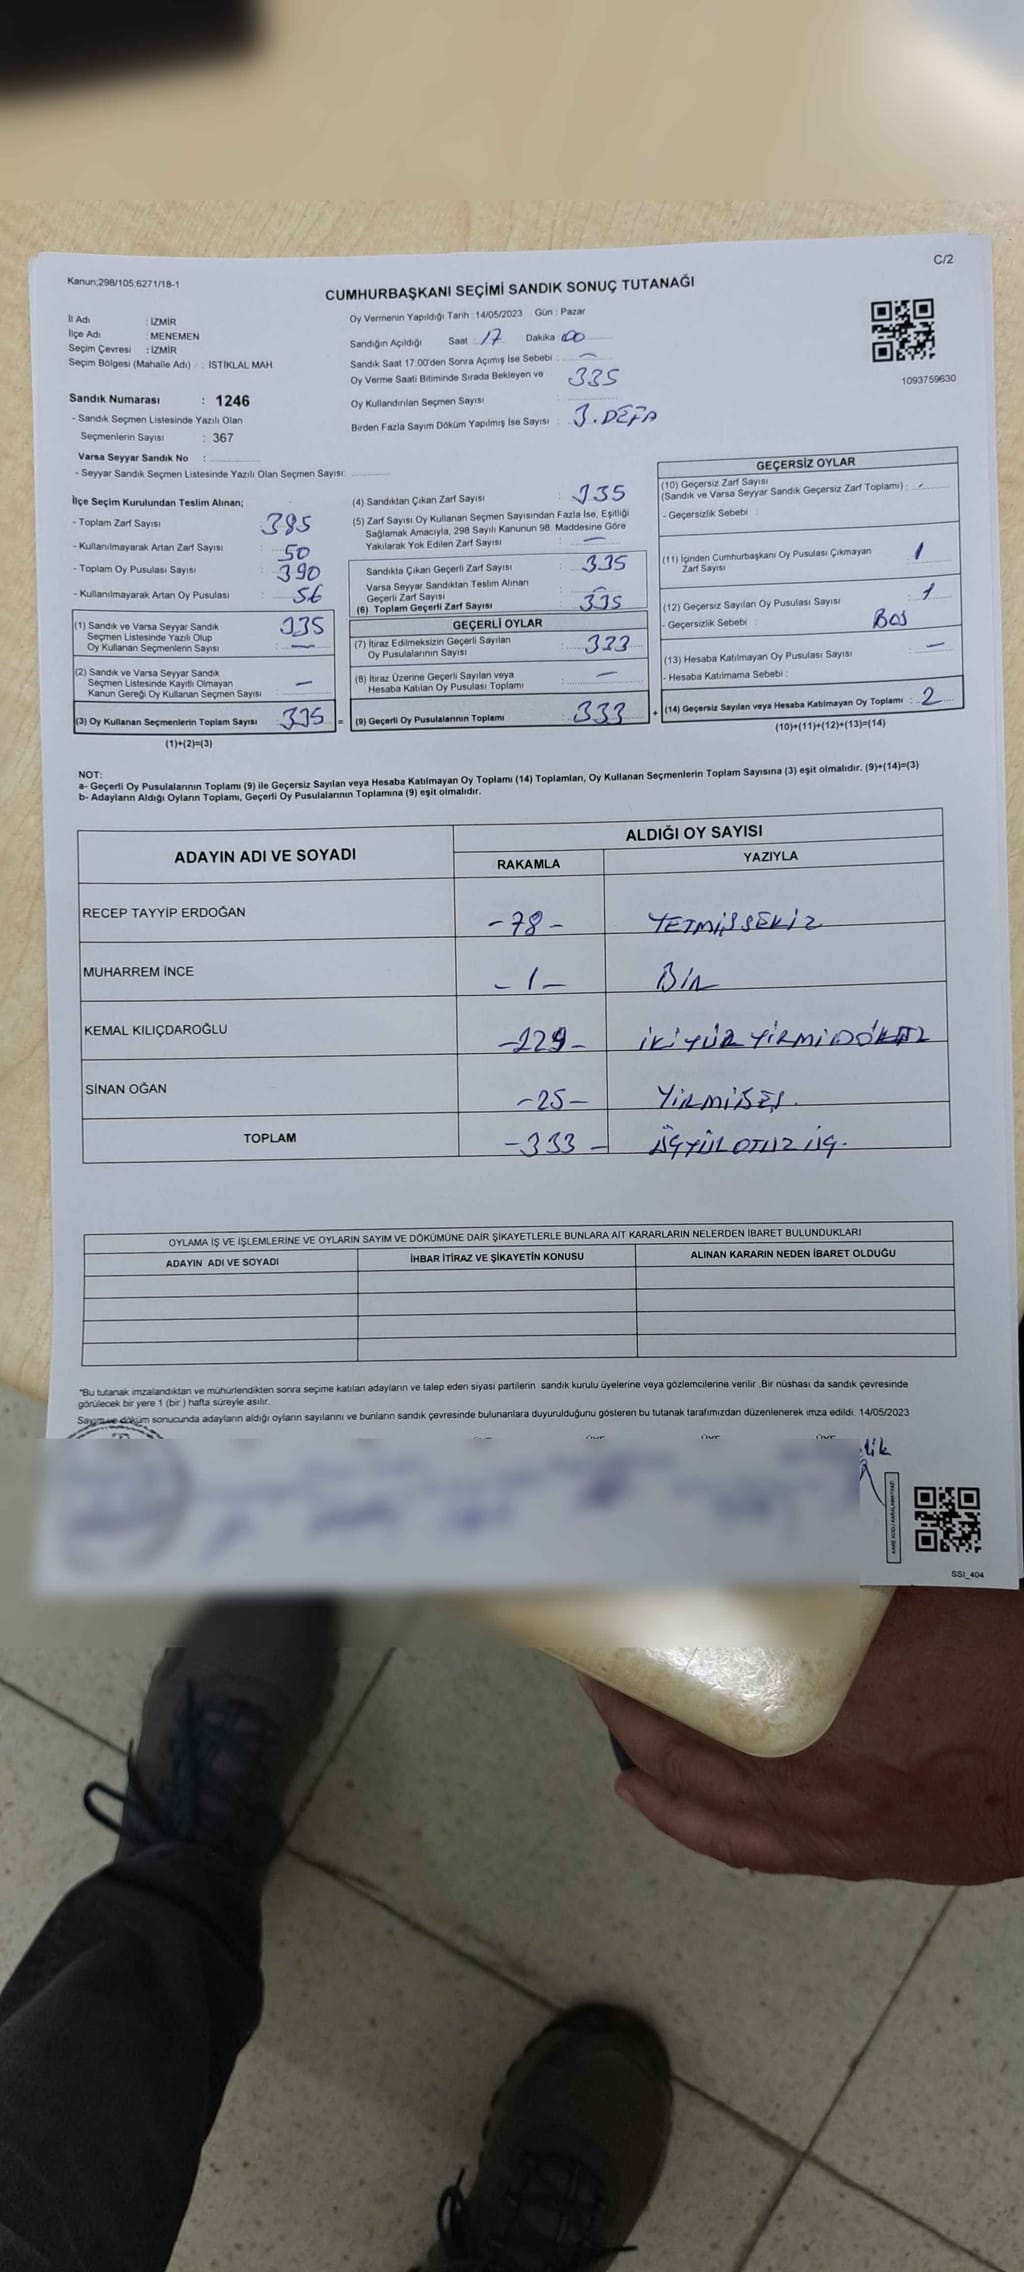 C/2
Kanun;298/105;6271/18-1
CUMHURBAŞKANI SEÇİMİ SANDIK SONUÇ TUTANAĞI
İl Adı : İZMİR
İlçe Adı : MENEMEN
Seçim Çevresi : İZMİR
Seçim Bölgesi (Mahalle Adı) : İSTİKLAL MAH
Sandık Numarası : 1246
- Sandık Seçmen Listesinde Yazılı Olan
Seçmenlerin Sayısı : 367
Varsa Seyyar Sandık No :
- Seyyar Sandık Seçmen Listesinde Yazılı Olan Seçmen Sayısı:
Oy Vermenin Yapıldığı Tarih : 14/05/2023 Gün : Pazar
Sandığın Açıldığı Saat : 17 Dakika : 00
Sandık Saat 17:00'den Sonra Açımış İse Sebebi : —
Oy Verme Saati Bitiminde Sırada Bekleyen ve 335
Oy Kullandırılan Seçmen Sayısı :
Birden Fazla Sayım Döküm Yapılmış İse Sayısı : 3. DEFA
1093759630
İlçe Seçim Kurulundan Teslim Alınan;
- Toplam Zarf Sayısı : 385
- Kullanılmayarak Artan Zarf Sayısı : 50
- Toplam Oy Pusulası Sayısı : 390
- Kullanılmayarak Artan Oy Pusulası : 56
(1) Sandık ve Varsa Seyyar Sandık 335
Seçmen Listesinde Yazılı Olup
Oy Kullanan Seçmenlerin Sayısı : —
(2) Sandık ve Varsa Seyyar Sandık
Seçmen Listesinde Kayıtlı Olmayan
Kanun Gereği Oy Kullanan Seçmen Sayısı : —
(3) Oy Kullanan Seçmenlerin Toplam Sayısı : 335 =
(1)+(2)=(3)
(4) Sandıktan Çıkan Zarf Sayısı : 335
(5) Zarf Sayısı Oy Kullanan Seçmen Sayısından Fazla İse, Eşitliği
Sağlamak Amacıyla, 298 Sayılı Kanunun 98. Maddesine Göre
Yakılarak Yok Edilen Zarf Sayısı : —
Sandıkta Çıkan Geçerli Zarf Sayısı : 335
Varsa Seyyar Sandıktan Teslim Alınan
Geçerli Zarf Sayısı : —
(6) Toplam Geçerli Zarf Sayısı : 335
GEÇERLİ OYLAR
(7) İtiraz Edilmeksizin Geçerli Sayılan
Oy Pusulalarının Sayısı : 333
(8) İtiraz Üzerine Geçerli Sayılan veya
Hesaba Katılan Oy Pusulası Toplamı : —
(9) Geçerli Oy Pusulalarının Toplamı : 333 +
GEÇERSİZ OYLAR
(10) Geçersiz Zarf Sayısı
(Sandık ve Varsa Seyyar Sandık Geçersiz Zarf Toplamı) : -
- Geçersizlik Sebebi :
(11) İçinden Cumhurbaşkanı Oy Pusulası Çıkmayan 1
Zarf Sayısı
(12) Geçersiz Sayılan Oy Pusulası Sayısı : 1
- Geçersizlik Sebebi : BOŞ
(13) Hesaba Katılmayan Oy Pusulası Sayısı : —
- Hesaba Katılmama Sebebi :
(14) Geçersiz Sayılan veya Hesaba Katılmayan Oy Toplamı : 2
(10)+(11)+(12)+(13)=(14)
NOT:
a- Geçerli Oy Pusulalarının Toplamı (9) ile Geçersiz Sayılan veya Hesaba Katılmayan Oy Toplamı (14) Toplamları, Oy Kullanan Seçmenlerin Toplam Sayısına (3) eşit olmalıdır. (9)+(14)=(3)
b- Adayların Aldığı Oyların Toplamı, Geçerli Oy Pusulalarının Toplamına (9) eşit olmalıdır.
ADAYIN ADI VE SOYADI
ALDIĞI OY SAYISI
RAKAMLA YAZIYLA
RECEP TAYYİP ERDOĞAN -78- YETMİŞSEKİZ
MUHARREM İNCE -1- BİR
KEMAL KILIÇDAROĞLU -229- İKİYÜZYİRMİDOKUZ
SİNAN OĞAN -25- YİRMİBEŞ.
TOPLAM -333- ÜÇYÜZOTUZÜÇ.
OYLAMA İŞ VE İŞLEMLERİNE VE OYLARIN SAYIM VE DÖKÜMÜNE DAİR ŞİKAYETLERLE BUNLARA AİT KARARLARIN NELERDEN İBARET BULUNDUKLARI
ADAYIN ADI VE SOYADI İHBAR İTİRAZ VE ŞİKAYETİN KONUSU ALINAN KARARIN NEDEN İBARET OLDUĞU
*Bu tutanak imzalandıktan ve mühürlendikten sonra seçime katılan adayların ve talep eden siyasi partilerin sandık kurulu üyelerine veya gözlemcilerine verilir .Bir nüshası da sandık çevresinde
görülecek bir yere 1 (bir ) hafta süreyle asılır.
Sayım ve döküm sonucunda adayların aldığı oyların sayılarını ve bunların sandık çevresinde bulunanlara duyurulduğunu gösteren bu tutanak tarafımızdan düzenlenerek imza edildi. 14/05/2023
SSI_404